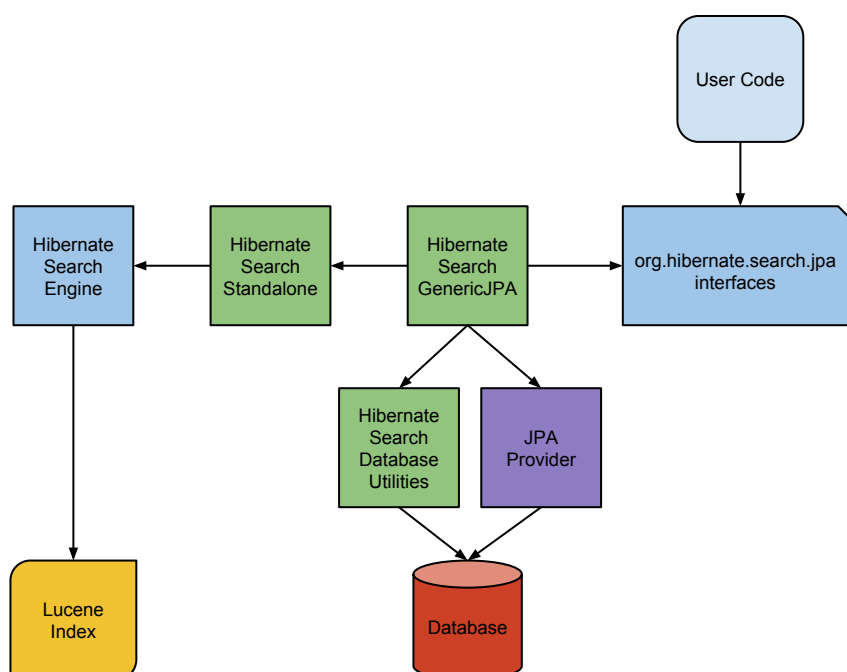 User Code
Hibernate
Search
Engine
Hibernate
Search
Standalone
Hibernate
Search
GenericJPA
org.hibernate.search.jpa
interfaces
Hibernate
Search
Database
Utilities
JPA
Provider
Lucene
Index
Database